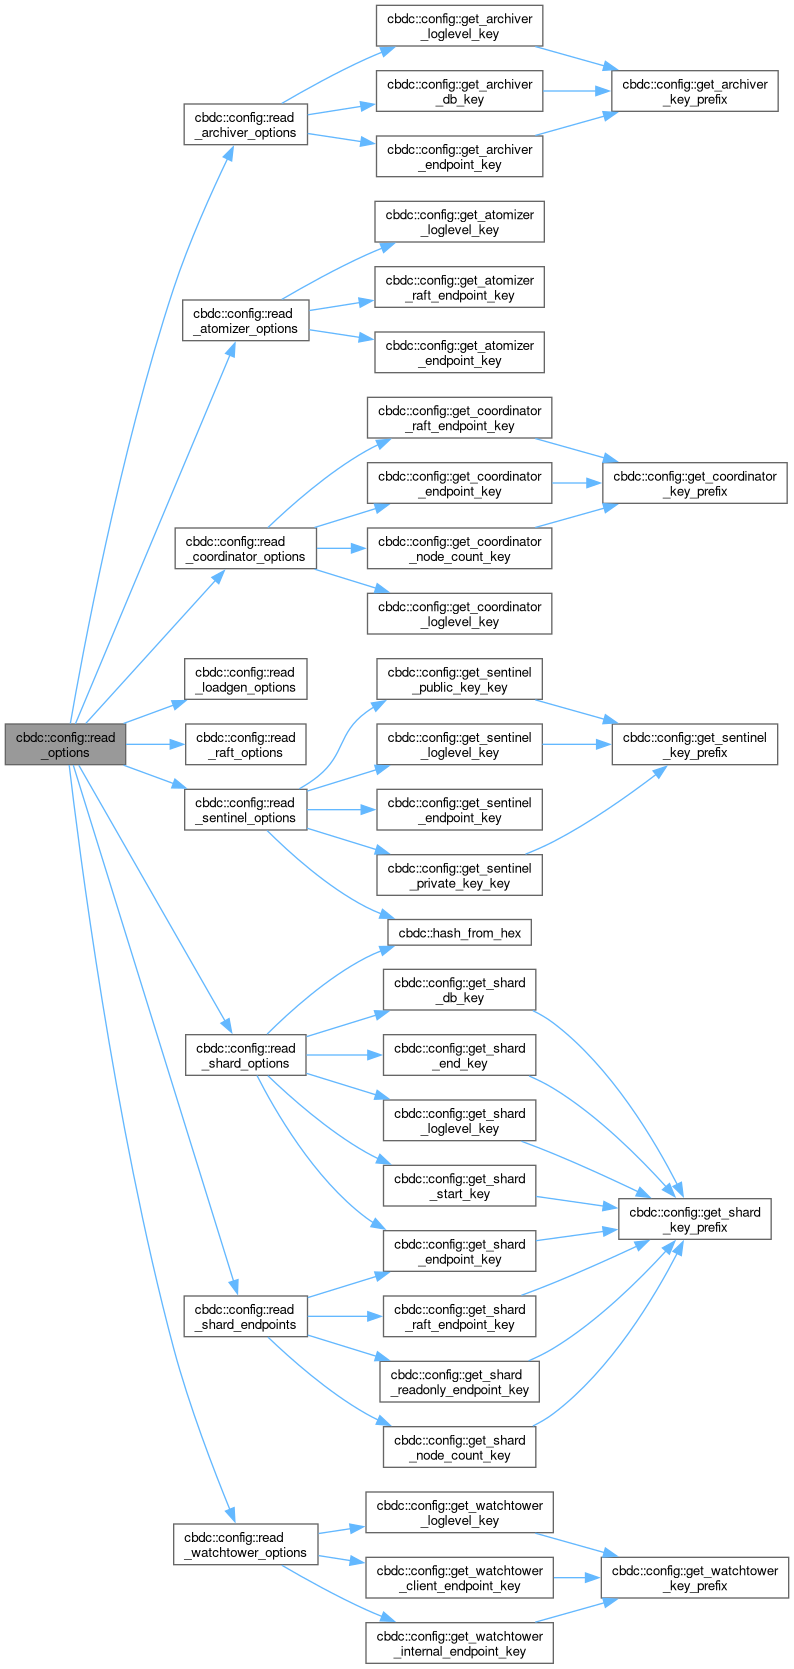 cbdc::config::get_archiver
_loglevel_key
cbdc::config::get_archiver
_db_key
cbdc::config::get_archiver
_key_prefix
cbdc::config::read
_archiver_options
cbdc::config::get_archiver
_endpoint_key
cbdc::config::get_atomizer
_loglevel_key
cbdc::config::get_atomizer
_raft_endpoint_key
cbdc::config::read
_atomizer_options
cbdc::config::get_atomizer
_endpoint_key
cbdc::config::get_coordinator
_raft_endpoint_key
cbdc::config::get_coordinator
_endpoint_key
cbdc::config::get_coordinator
_key_prefix
cbdc::config::read
_coordinator_options
cbdc::config::get_coordinator
_node_count_key
cbdc::config::get_coordinator
_loglevel_key
cbdc::config::read
_loadgen_options
cbdc::config::get_sentinel
_public_key_key
cbdc::config::read
_options
cbdc::config::read
_raft_options
cbdc::config::get_sentinel
_loglevel_key
cbdc::config::get_sentinel
_key_prefix
cbdc::config::read
_sentinel_options
cbdc::config::get_sentinel
_endpoint_key
cbdc::config::get_sentinel
_private_key_key
cbdc::hash_from_hex
cbdc::config::get_shard
_db_key
cbdc::config::read
_shard_options
cbdc::config::get_shard
_end_key
cbdc::config::get_shard
_loglevel_key
cbdc::config::get_shard
_start_key
cbdc::config::get_shard
_key_prefix
cbdc::config::get_shard
_endpoint_key
cbdc::config::read
_shard_endpoints
cbdc::config::get_shard
_raft_endpoint_key
cbdc::config::get_shard
_readonly_endpoint_key
cbdc::config::get_shard
_node_count_key
cbdc::config::get_watchtower
_loglevel_key
cbdc::config::read
_watchtower_options
cbdc::config::get_watchtower
_client_endpoint_key
cbdc::config::get_watchtower
_key_prefix
cbdc::config::get_watchtower
_internal_endpoint_key